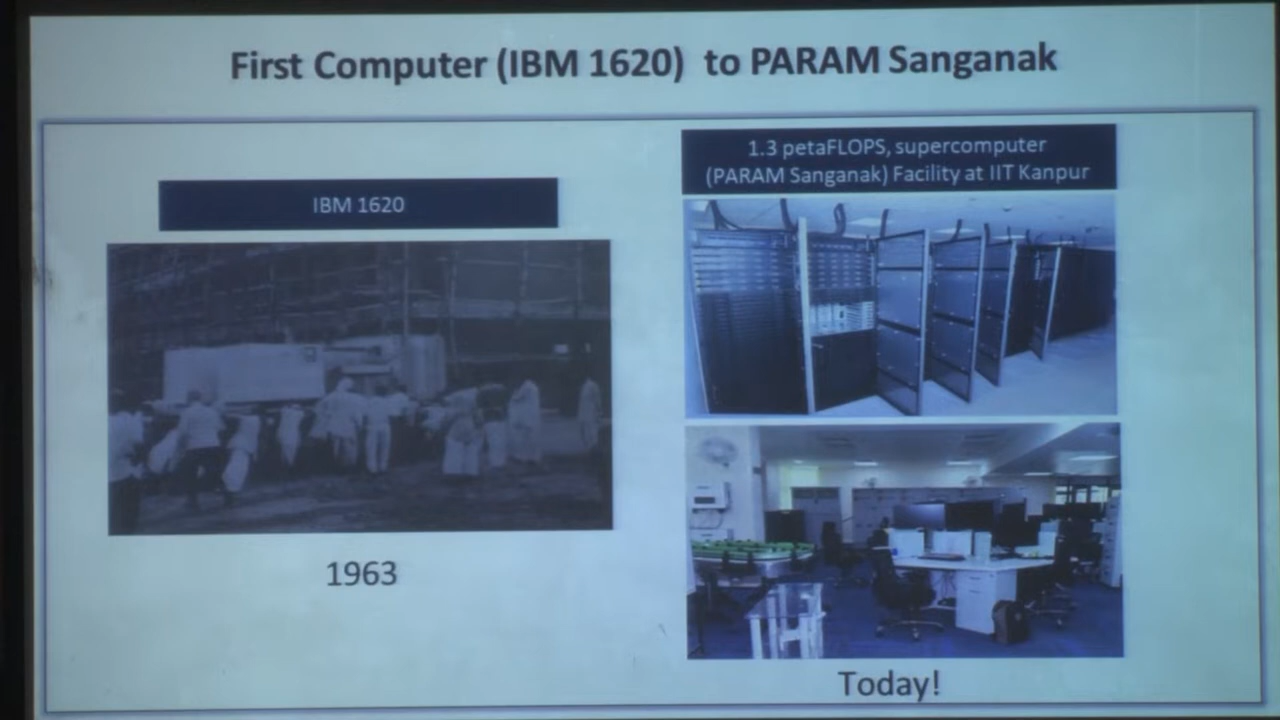 First Computer (IBM 1620) to PARAM Sanganak
IBM 1620
1963
1.3 petaFLOPS, supercomputer
(PARAM Sanganak) Facility at IIT Kanpur
Today!